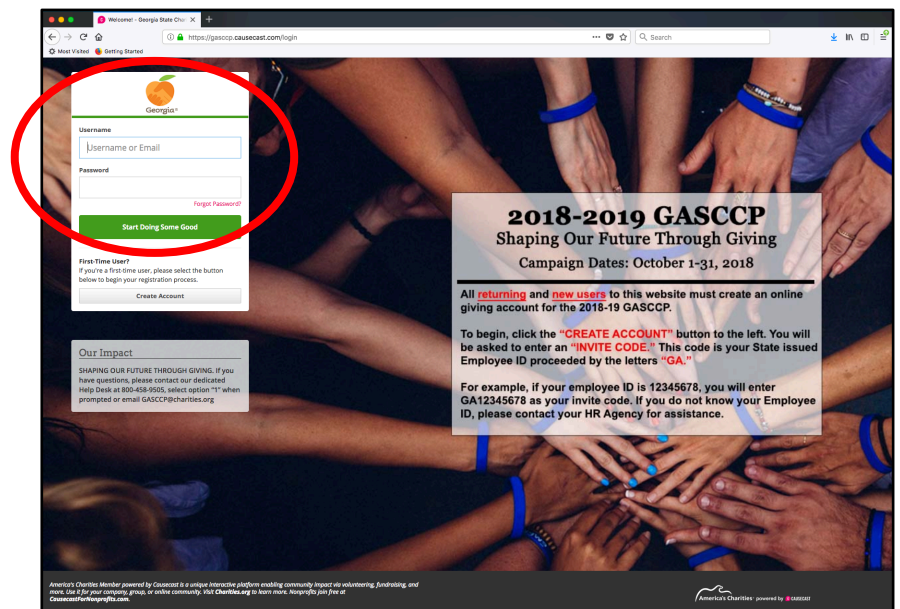 Welcome! - Georgia State Char
https://gasccp.causecast.com/login
Search
Most Visited
Getting Started
Georgia
Username
Username or Email
Password
Forgot Password?
Start Doing Some Good
First-Time User?
If you're a first-time user, please select the button
below to begin your registration process.
Create Account
Our Impact
SHAPING OUR FUTURE THROUGH GIVING. If you
have questions, please contact our dedicated
Help Desk at 800-458-9505, select option "1" when
prompted or email GASCCP@charities.org
2018-2019 GASCCP
Shaping Our Future Through Giving
Campaign Dates: October 1-31, 2018
All returning and new users to this website must create an online
giving account for the 2018-19 GASCCP.
To begin, click the “CREATE ACCOUNT” button to the left. You will
be asked to enter an “INVITE CODE.” This code is your State issued
Employee ID proceeded by the letters “GA.”
For example, if your employee ID is 12345678, you will enter
GA12345678 as your invite code. If you do not know your Employee
ID, please contact your HR Agency for assistance.
America's Charities Member powered by Causecast is a unique interactive platform enabling community impact via volunteering, fundraising, and
more. Use it for your company, group, or online community. Visit Charities.org to learn more. Nonprofits join free at
CausecastForNonprofits.com.
America's Charities powered by CAUSECAST